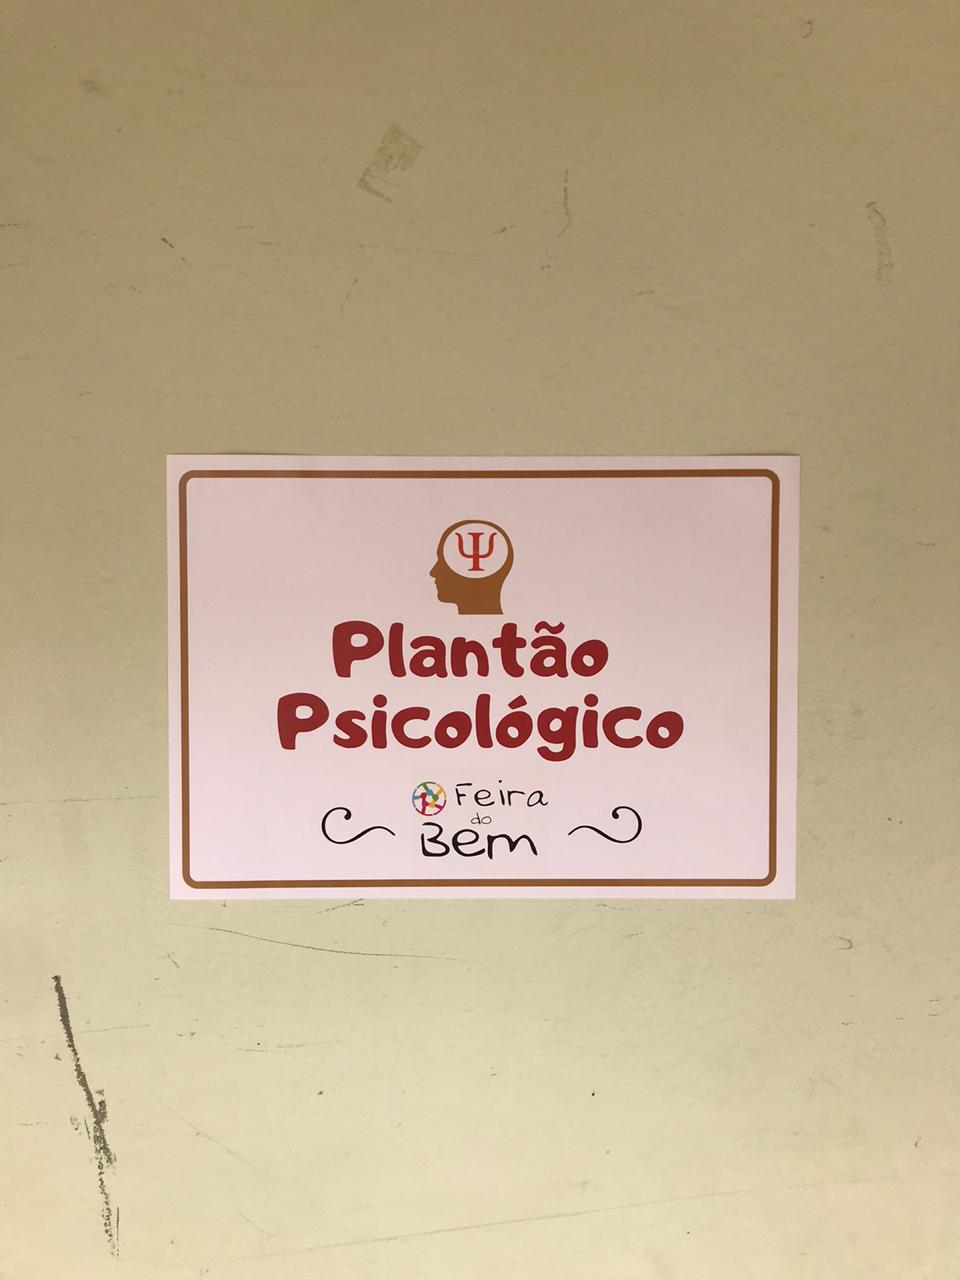 Ψ
Plantão
Psicológico
Feira
do
Bem